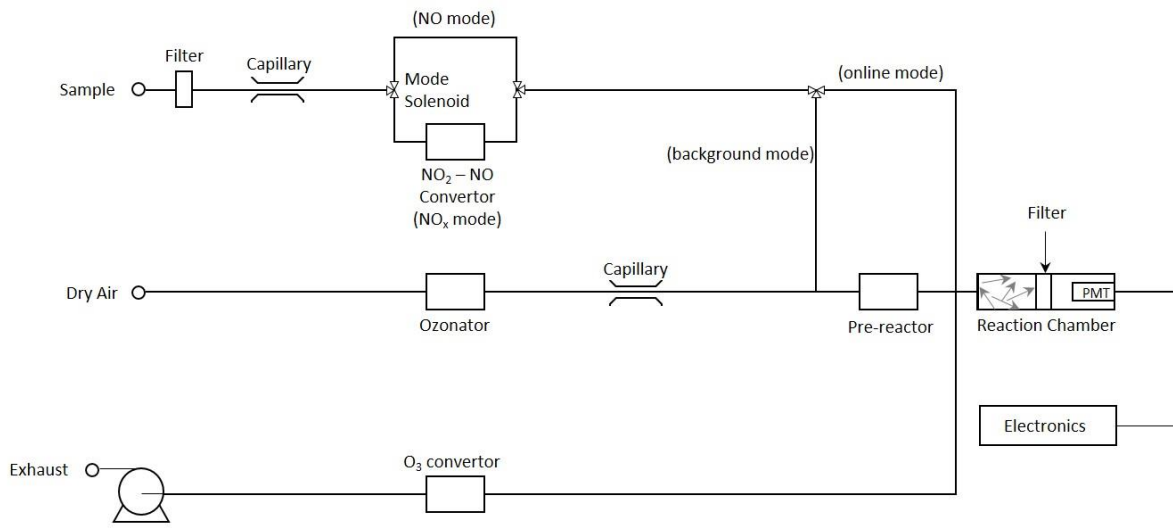 (NO mode)
Filter
Capillary
Sample
Mode
Solenoid
(online mode)
(background mode)
NO₂ – NO
Convertor
(NOₓ mode)
Filter
Capillary
Dry Air
PMT
Ozonator
Pre-reactor
Reaction Chamber
Electronics
O₃ convertor
Exhaust